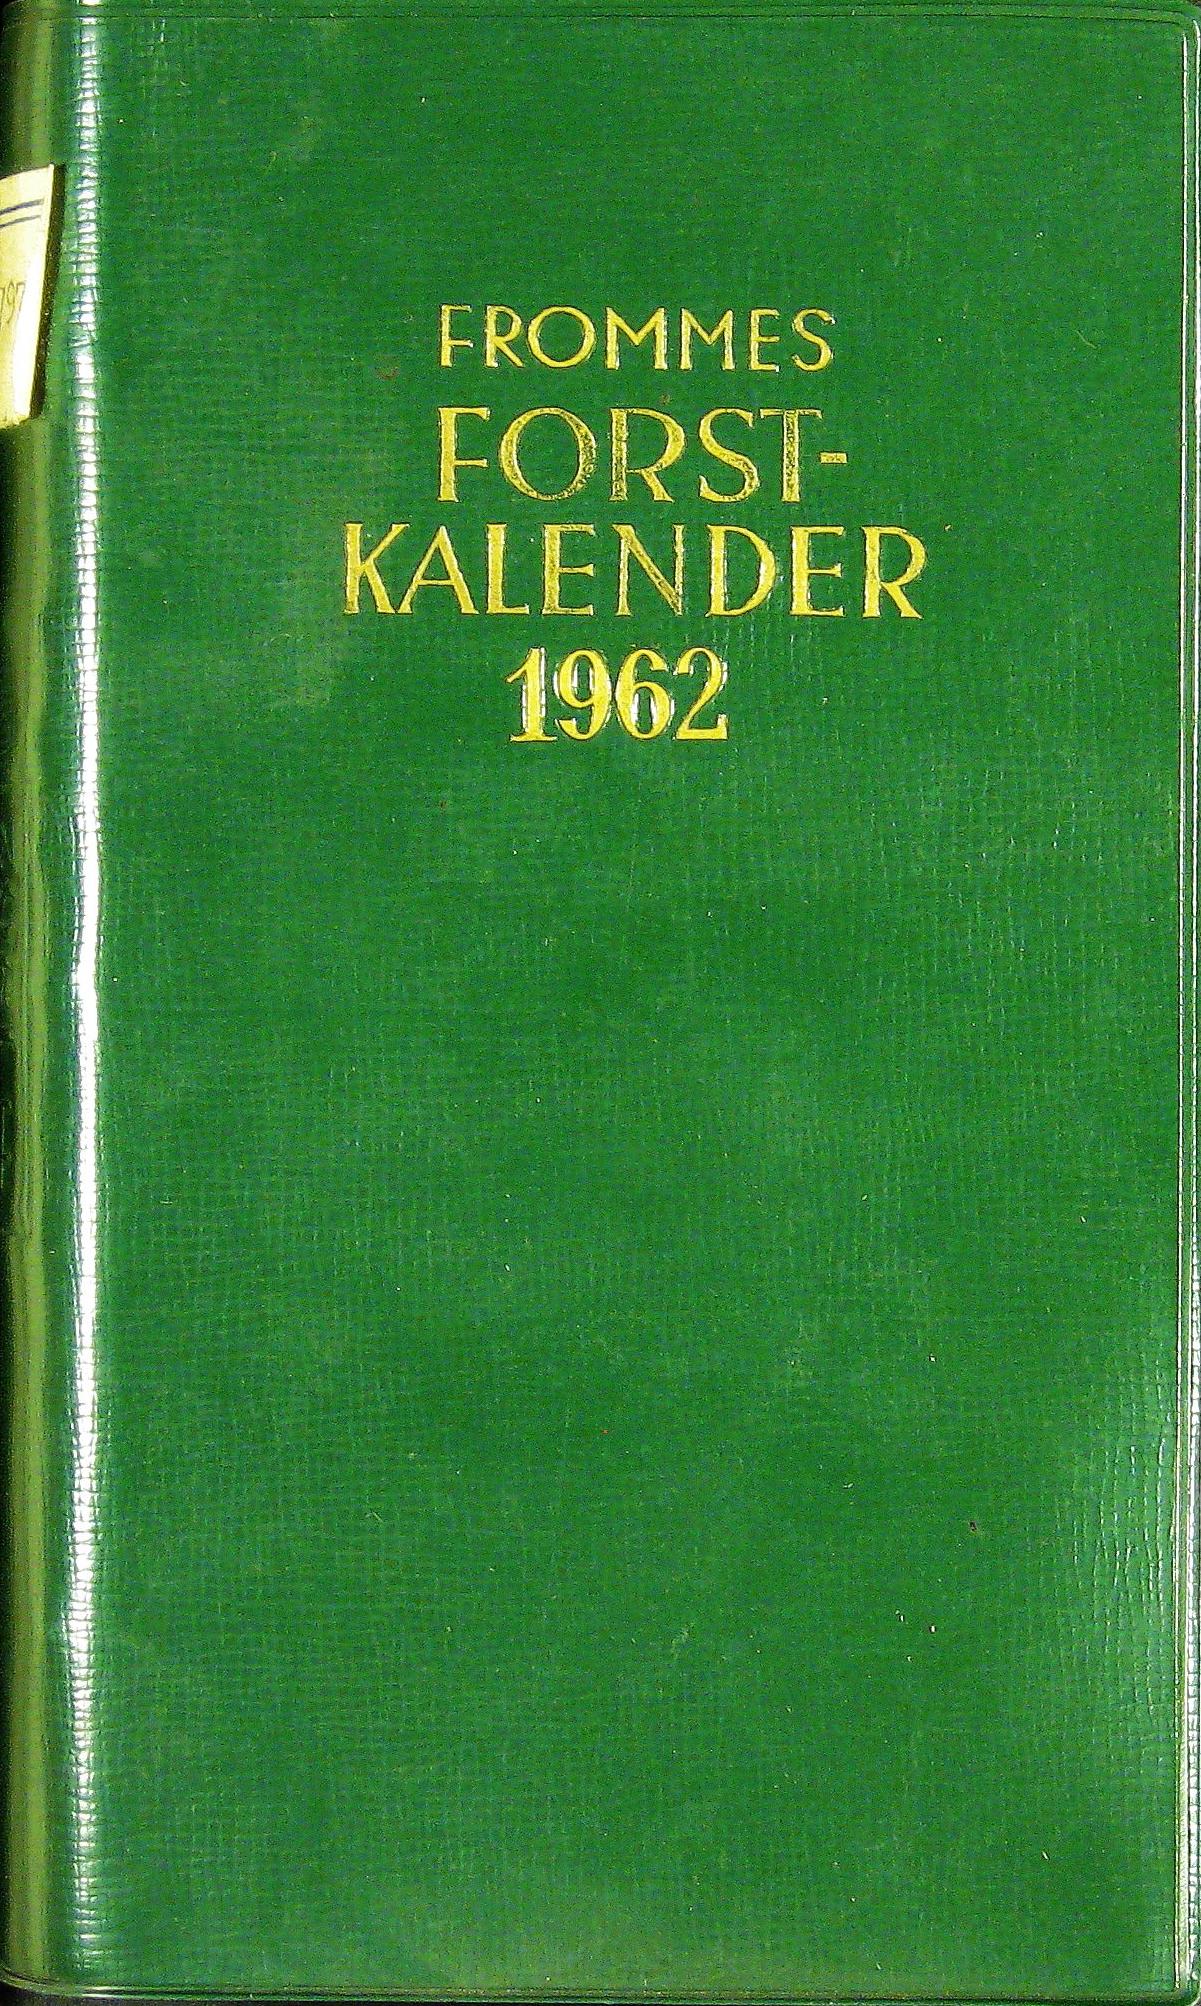 FROMMES
FORST-
KALENDER
1962